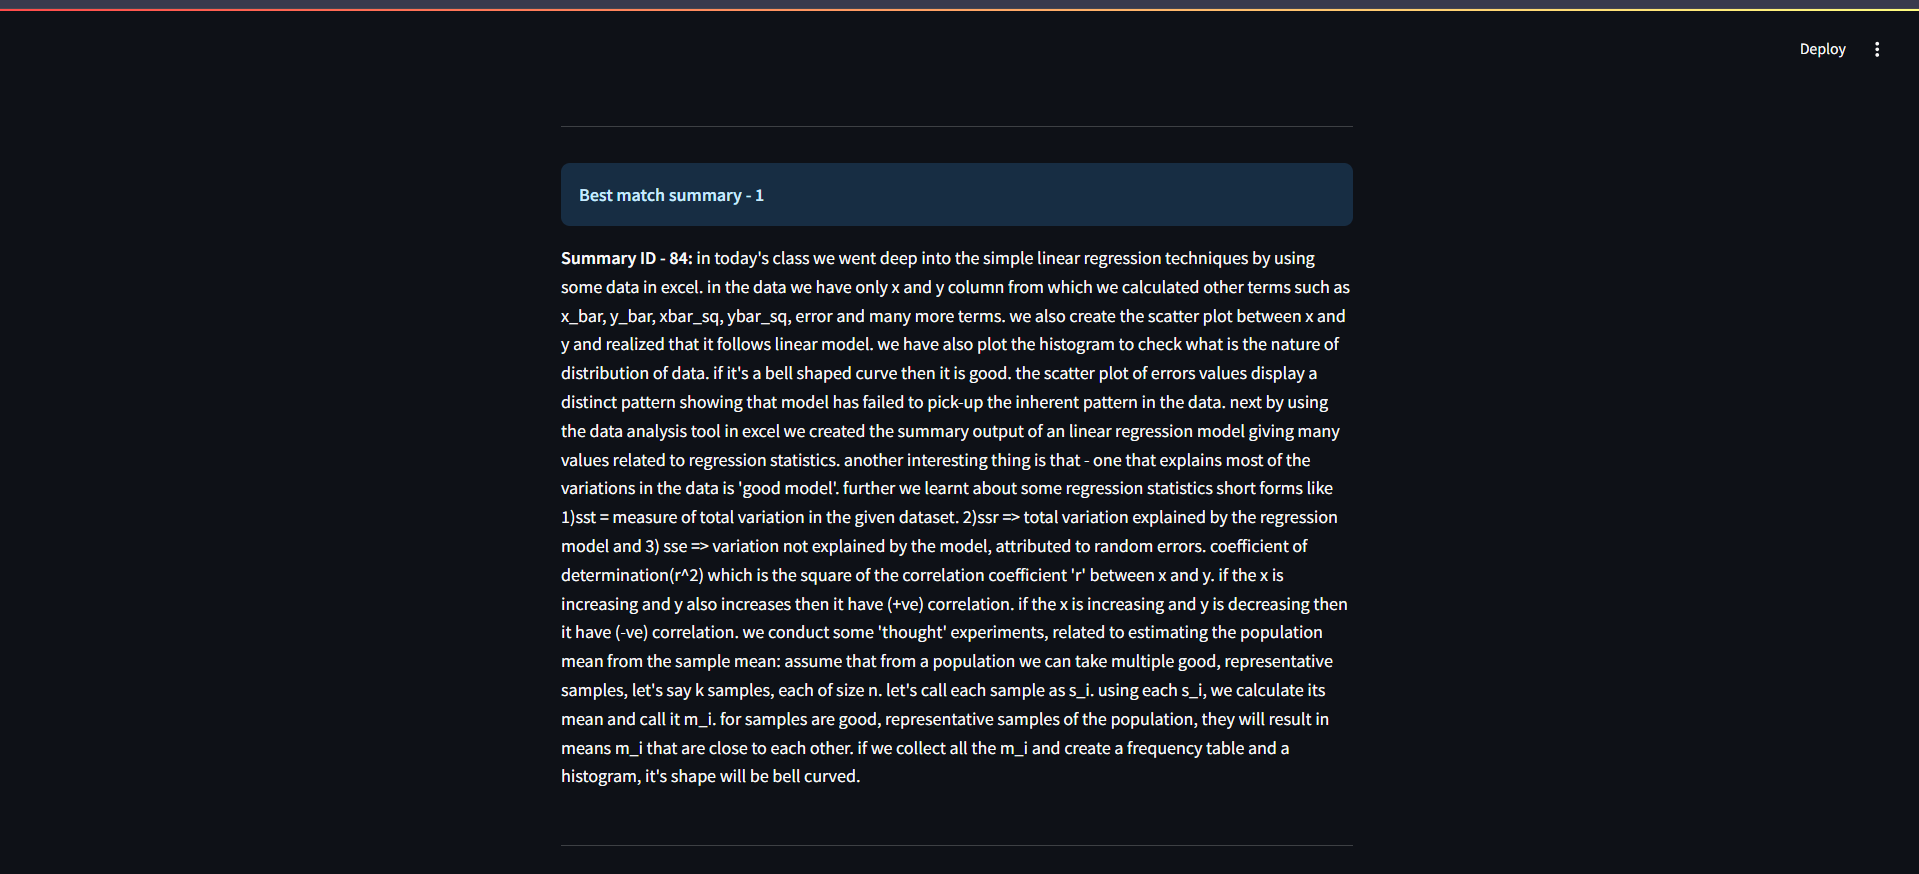 Deploy
Best match summary - 1
Summary ID - 84: in today's class we went deep into the simple linear regression techniques by using
some data in excel. in the data we have only x and y column from which we calculated other terms such as
x_bar, y_bar, xbar_sq, ybar_sq, error and many more terms. we also create the scatter plot between x and
y and realized that it follows linear model. we have also plot the histogram to check what is the nature of
distribution of data. if it's a bell shaped curve then it is good. the scatter plot of errors values display a
distinct pattern showing that model has failed to pick-up the inherent pattern in the data. next by using
the data analysis tool in excel we created the summary output of an linear regression model giving many
values related to regression statistics. another interesting thing is that - one that explains most of the
variations in the data is 'good model'. further we learnt about some regression statistics short forms like
1)sst = measure of total variation in the given dataset. 2)ssr => total variation explained by the regression
model and 3) sse => variation not explained by the model, attributed to random errors. coefficient of
determination(r^2) which is the square of the correlation coefficient 'r' between x and y. if the x is
increasing and y also increases then it have (+ve) correlation. if the x is increasing and y is decreasing then
it have (-ve) correlation. we conduct some 'thought' experiments, related to estimating the population
mean from the sample mean: assume that from a population we can take multiple good, representative
samples, let's say k samples, each of size n. let's call each sample as s_i. using each s_i, we calculate its
mean and call it m_i. for samples are good, representative samples of the population, they will result in
means m_i that are close to each other. if we collect all the m_i and create a frequency table and a
histogram, it's shape will be bell curved.